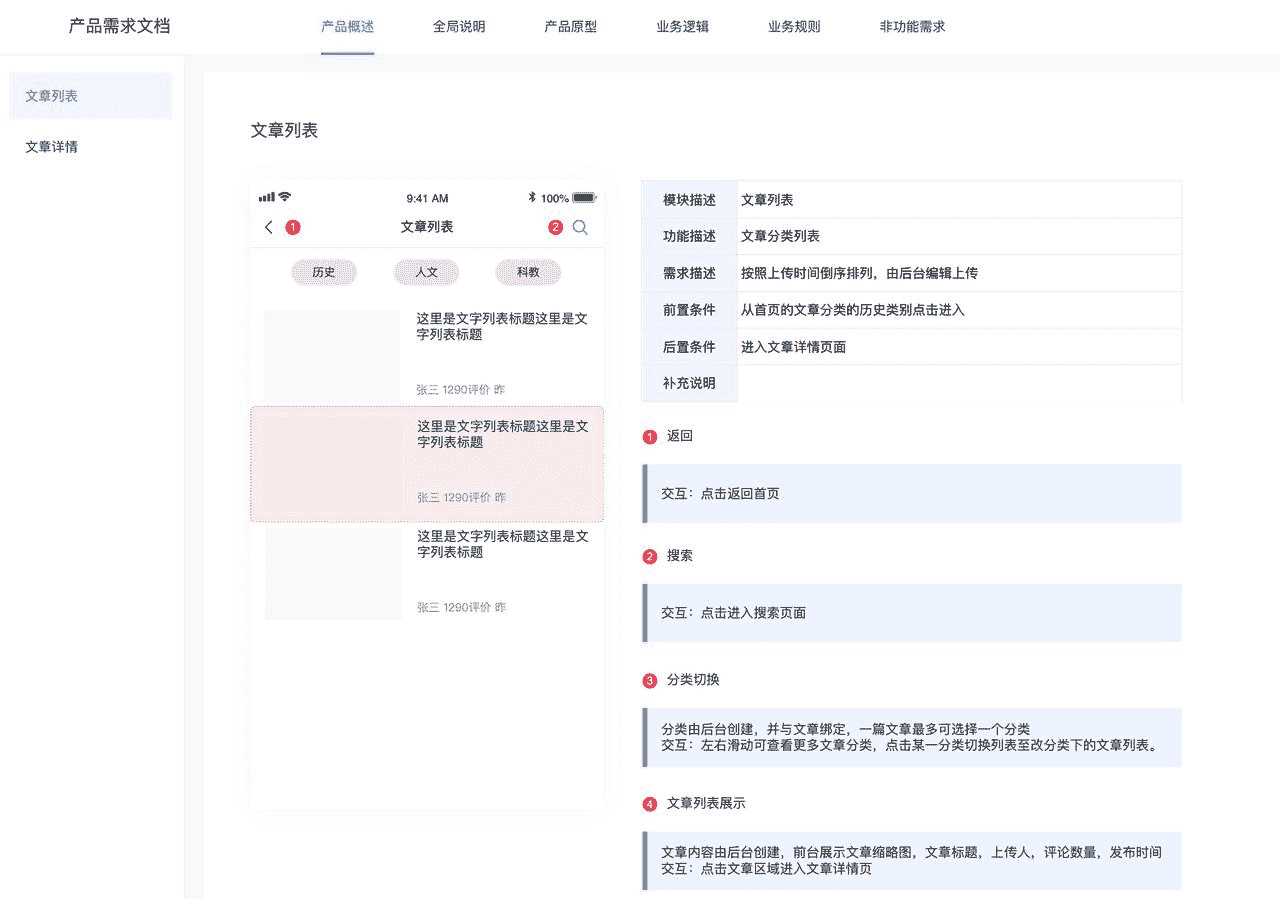 产品需求文档
产品概述
全局说明
产品原型
业务逻辑
业务规则
非功能需求
文章列表
文章详情
文章列表
9:41 AM
100%
1
文章列表
2
历史
人文
科教
这里是文字列表标题这里是文
字列表标题
张三 1290评价 昨
这里是文字列表标题这里是文
字列表标题
张三 1290评价 昨
这里是文字列表标题这里是文
字列表标题
张三 1290评价 昨
模块描述 文章列表
功能描述 文章分类列表
需求描述 按照上传时间倒序排列，由后台编辑上传
前置条件 从首页的文章分类的历史类别点击进入
后置条件 进入文章详情页面
补充说明
1 返回
交互：点击返回首页
2 搜索
交互：点击进入搜索页面
3 分类切换
分类由后台创建，并与文章绑定，一篇文章最多可选择一个分类
交互：左右滑动可查看更多文章分类，点击某一分类切换列表至改分类下的文章列表。
4 文章列表展示
文章内容由后台创建，前台展示文章缩略图，文章标题，上传人，评论数量，发布时间
交互：点击文章区域进入文章详情页